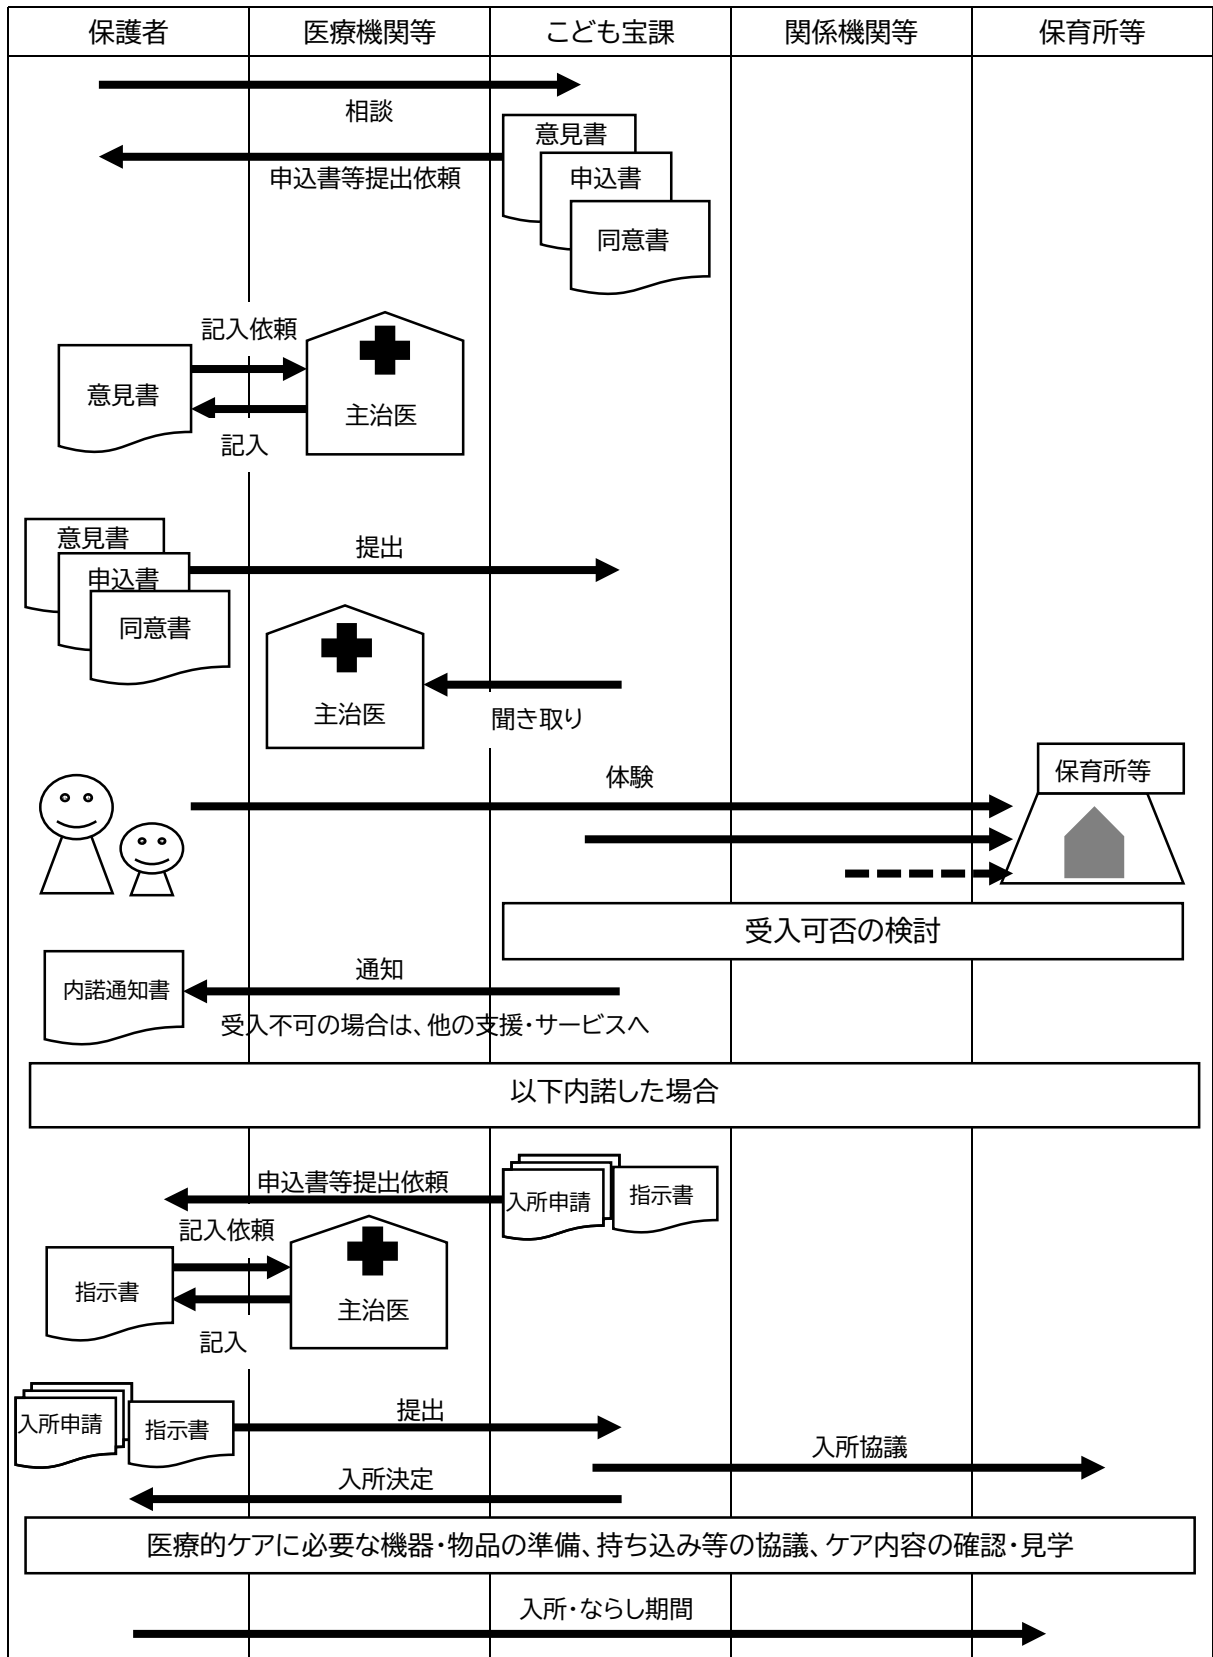 保護者
医療機関等
こども宝課
関係機関等
保育所等
相談
意見書
申込書
同意書
申込書等提出依頼
記入依頼
意見書
主治医
記入
意見書
申込書
同意書
提出
主治医
聞き取り
体験
保育所等
受入可否の検討
内諾通知書
通知
受入不可の場合は、他の支援・サービスへ
以下内諾した場合
申込書等提出依頼
入所申請
指示書
記入依頼
指示書
主治医
記入
入所申請
指示書
提出
入所協議
入所決定
医療的ケアに必要な機器・物品の準備、持ち込み等の協議、ケア内容の確認・見学
入所・ならし期間